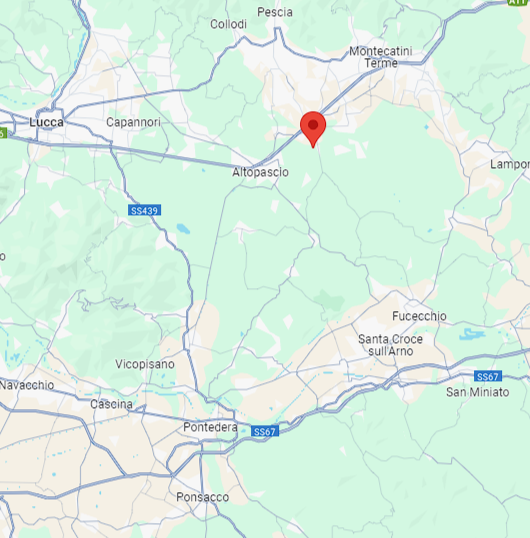 A11
Pescia
Collodi
Montecatini
Terme
Lucca
Capannori
Altopascio
Lampor
SS439
o
Fucecchio
Santa Croce
sull'Arno
Vicopisano
SS67
Navacchio
San Miniato
Cascina
Pontedera
SS67
Ponsacco